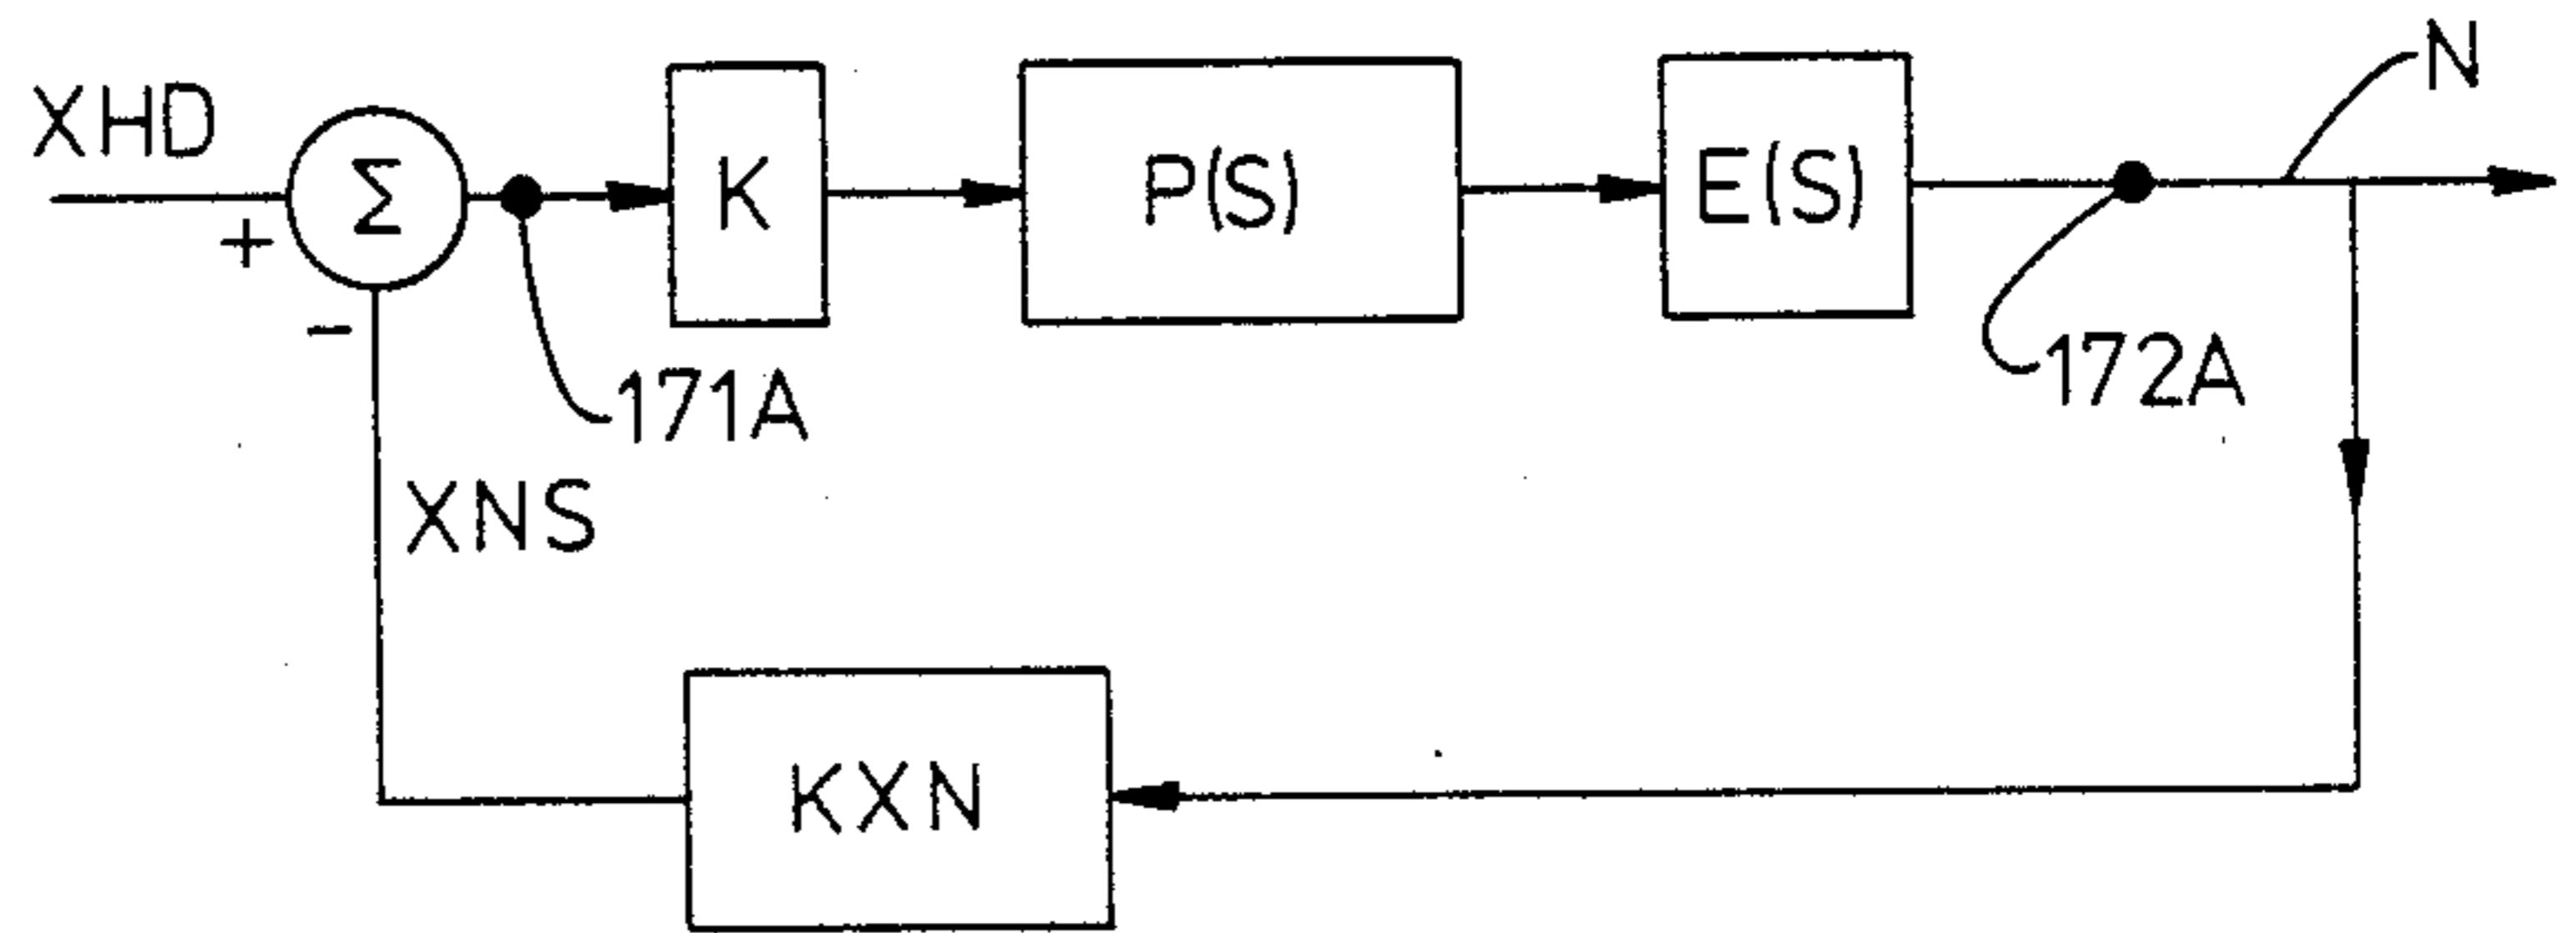 N
XHD
Σ
K
P(S)
E(S)
+
-
171A
172A
XNS
KXN